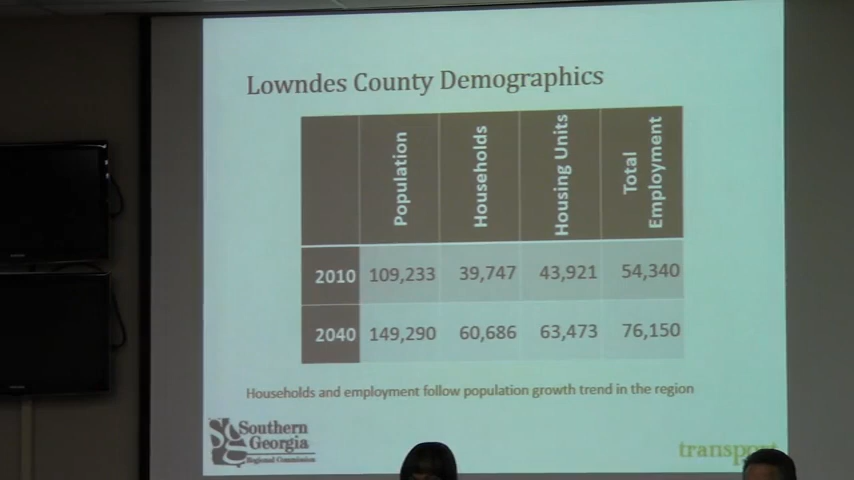 Lowndes County Demographics
Population Households Housing Units Total Employment
2010 109,233 39,747 43,921 54,340
2040 149,290 60,686 63,473 76,150
Households and employment follow population growth trend in the region
Southern
Georgia
Regional Commission
transport